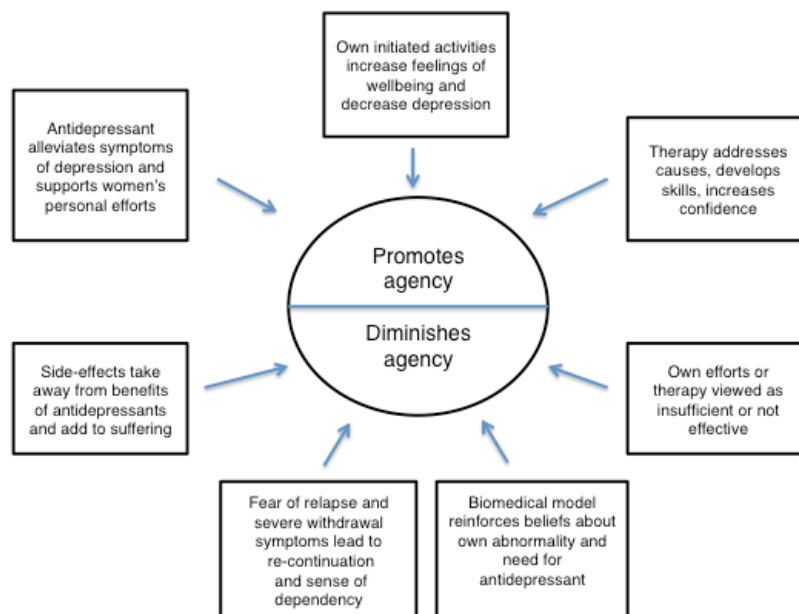 Own initiated activities
increase feelings of
wellbeing and
decrease depression
Antidepressant
alleviates symptoms
of depression and
supports women's
personal efforts
Therapy addresses
causes, develops
skills, increases
confidence
Promotes
agency
Diminishes
agency
Side-effects take
away from benefits
of antidepressants
and add to suffering
Own efforts or
therapy viewed as
insufficient or not
effective
Fear of relapse and
severe withdrawal
symptoms lead to
re-continuation
and sense of
dependency
Biomedical model
reinforces beliefs about
own abnormality and
need for
antidepressant